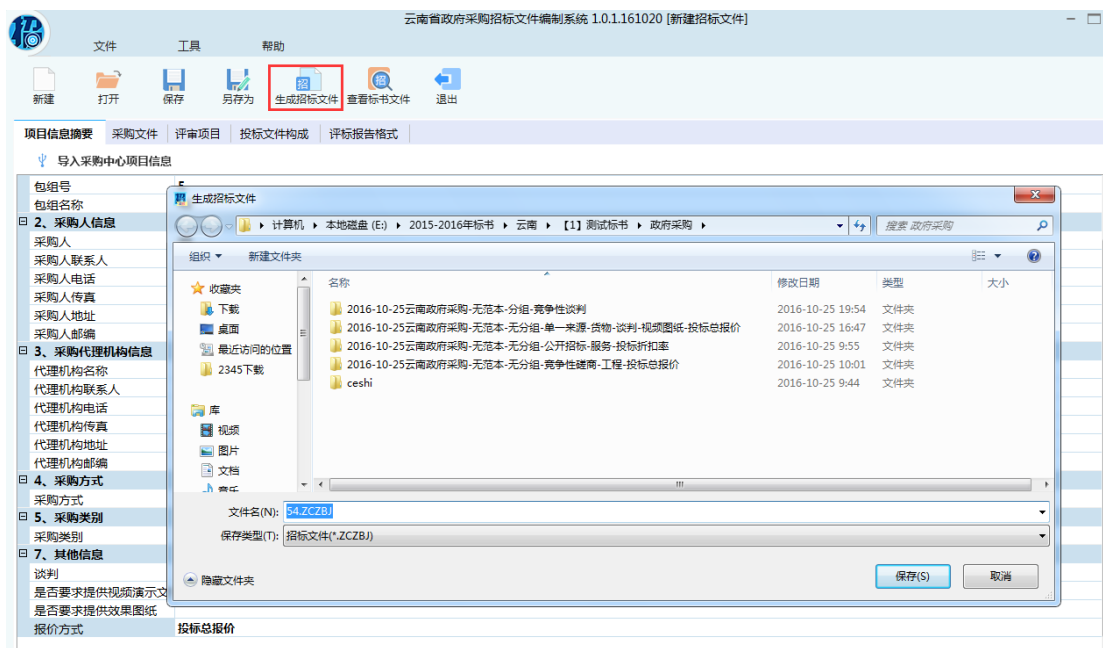 云南省政府采购招标文件编制系统 1.0.1.161020 [新建招标文件]
文件 工具 帮助
招
新建 打开 保存 另存为 生成招标文件 查看标书文件 退出
项目信息摘要 采购文件 评审项目 投标文件构成 评标报告格式
导入采购中心项目信息
包组号
包组名称
2、采购人信息
采购人
采购人联系人
采购人电话
采购人传真
采购人地址
采购人邮编
3、采购代理机构信息
代理机构名称
代理机构联系人
代理机构电话
代理机构传真
代理机构地址
代理机构邮编
4、采购方式
采购方式
5、采购类别
采购类别
7、其他信息
谈判
是否要求提供视频演示文
是否要求提供效果图纸
报价方式 投标总报价
生成招标文件
计算机 本地磁盘 (E:) 2015-2016年标书 云南 【1】测试标书 政府采购
搜索 政府采购
组织 新建文件夹
收藏夹
下载
桌面
最近访问的位置
2345下载
库
视频
图片
文档
音乐
名称 修改日期 类型 大小
2016-10-25云南政府采购-无范本-分组-竞争性谈判 2016-10-25 19:54 文件夹
2016-10-25云南政府采购-无范本-无分组-单一来源-货物-谈判-视频图纸-投标总报价 2016-10-25 16:47 文件夹
2016-10-25云南政府采购-无范本-无分组-公开招标-服务-投标折扣率 2016-10-25 9:55 文件夹
2016-10-25云南政府采购-无范本-无分组-竞争性磋商-工程-投标总报价 2016-10-25 10:01 文件夹
ceshi 2016-10-25 9:44 文件夹
文件名(N): 54.ZCZBJ
保存类型(T): 招标文件(*.ZCZBJ)
隐藏文件夹
保存(S) 取消